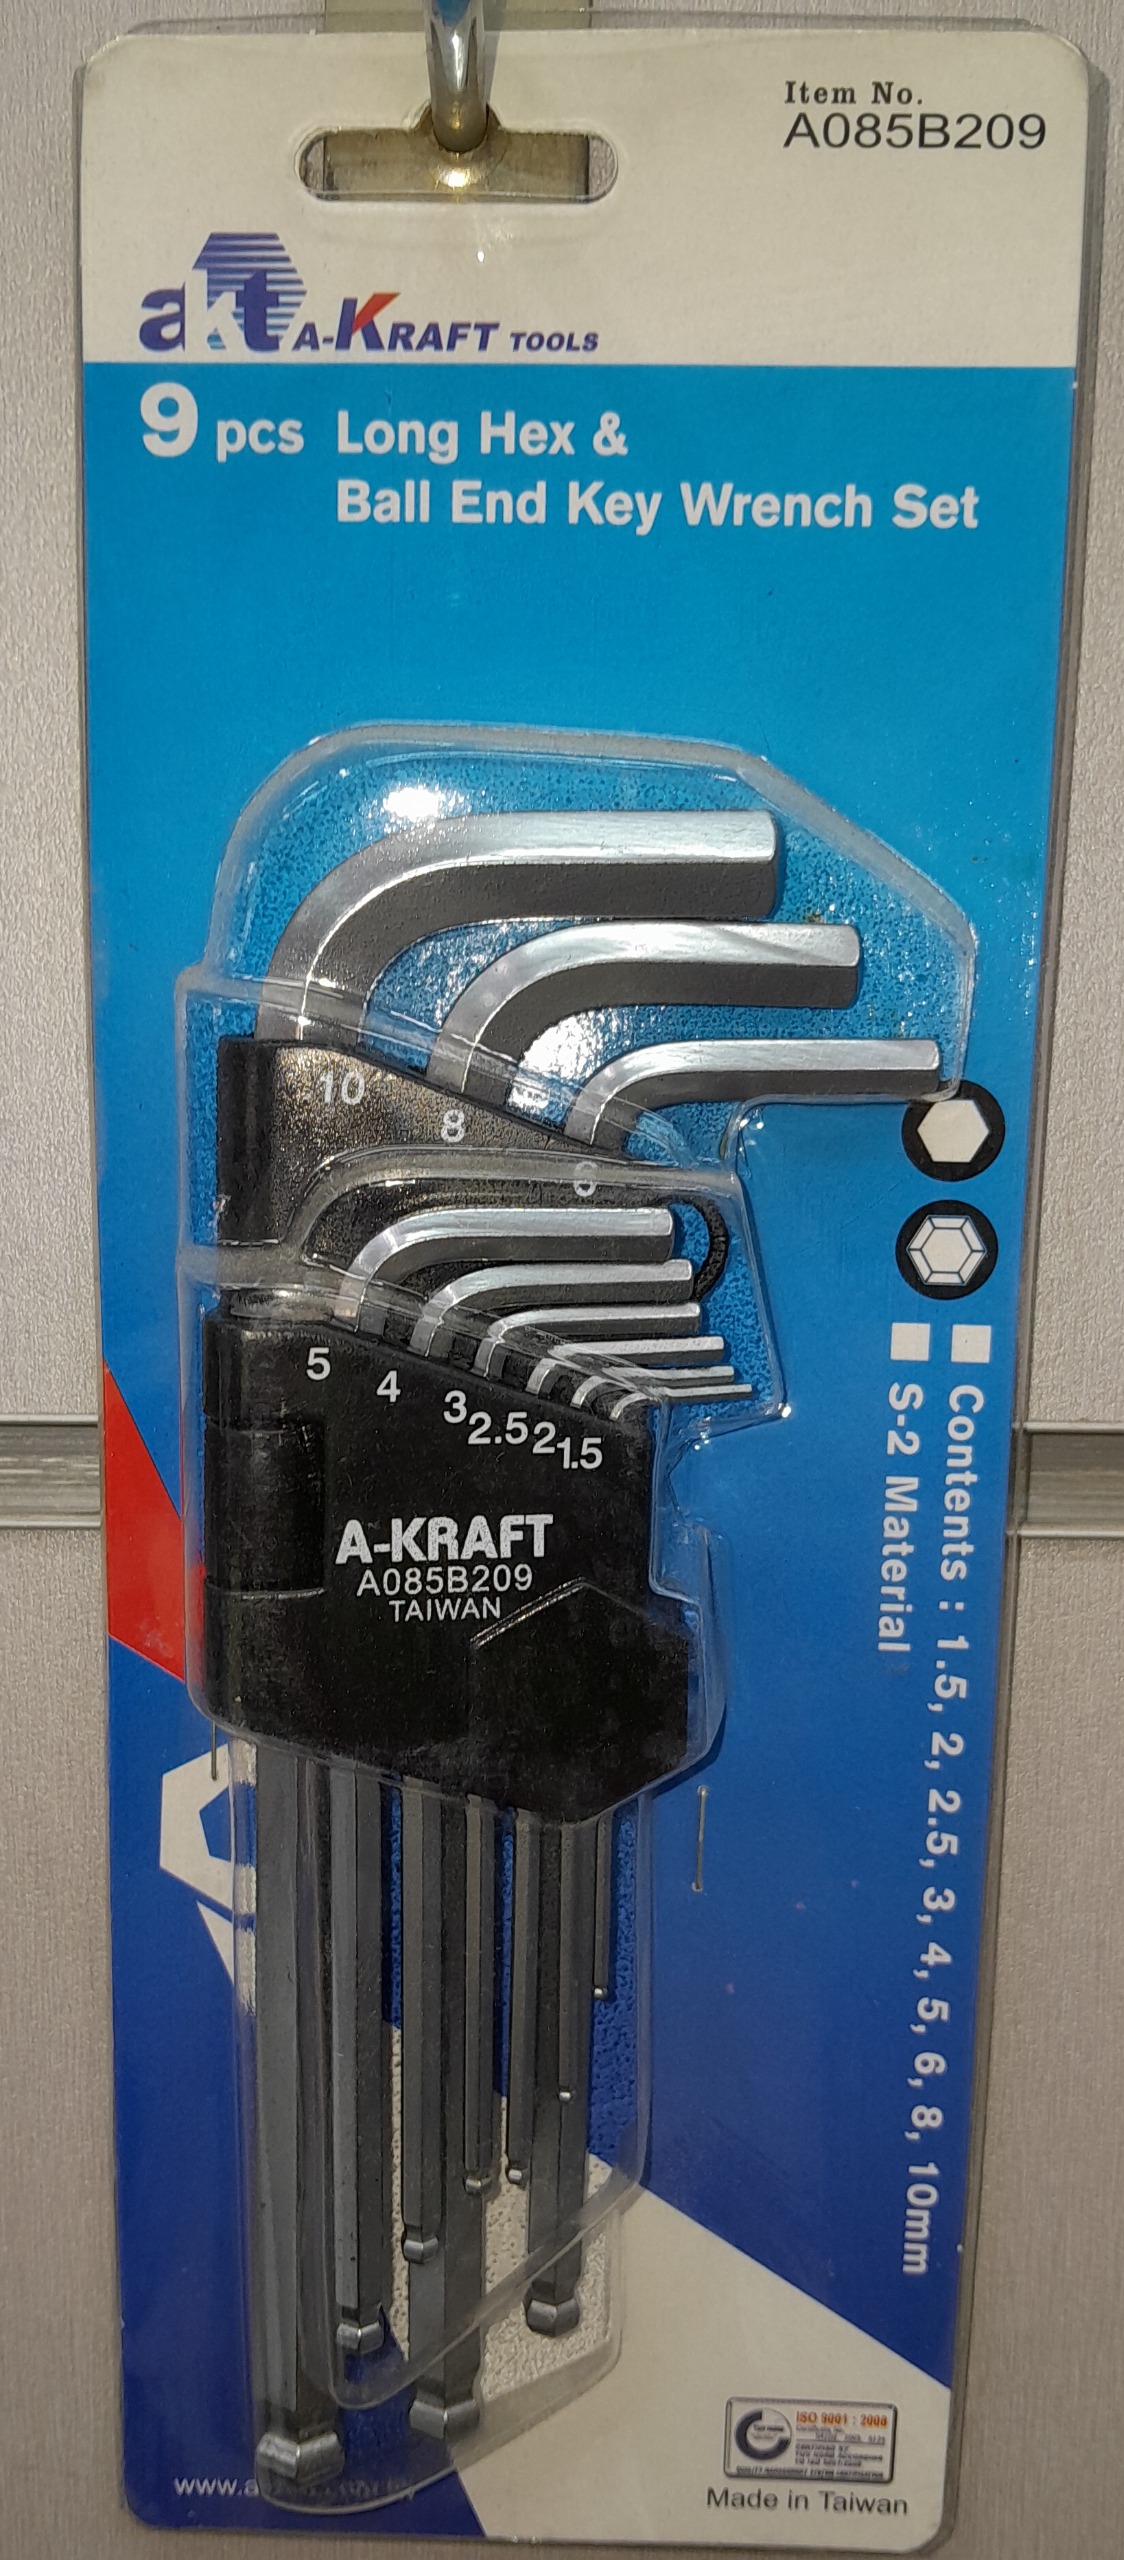 Item No.
A085B209
akt A-KRAFT TOOLS
9 pcs Long Hex &
Ball End Key Wrench Set
10
8
6
5
4
3
2.5
2
1.5
A-KRAFT
A085B209
TAIWAN
Contents : 1.5, 2, 2.5, 3, 4, 5, 6, 8, 10mm
S-2 Material
ISO 9001 : 2008
Made in Taiwan